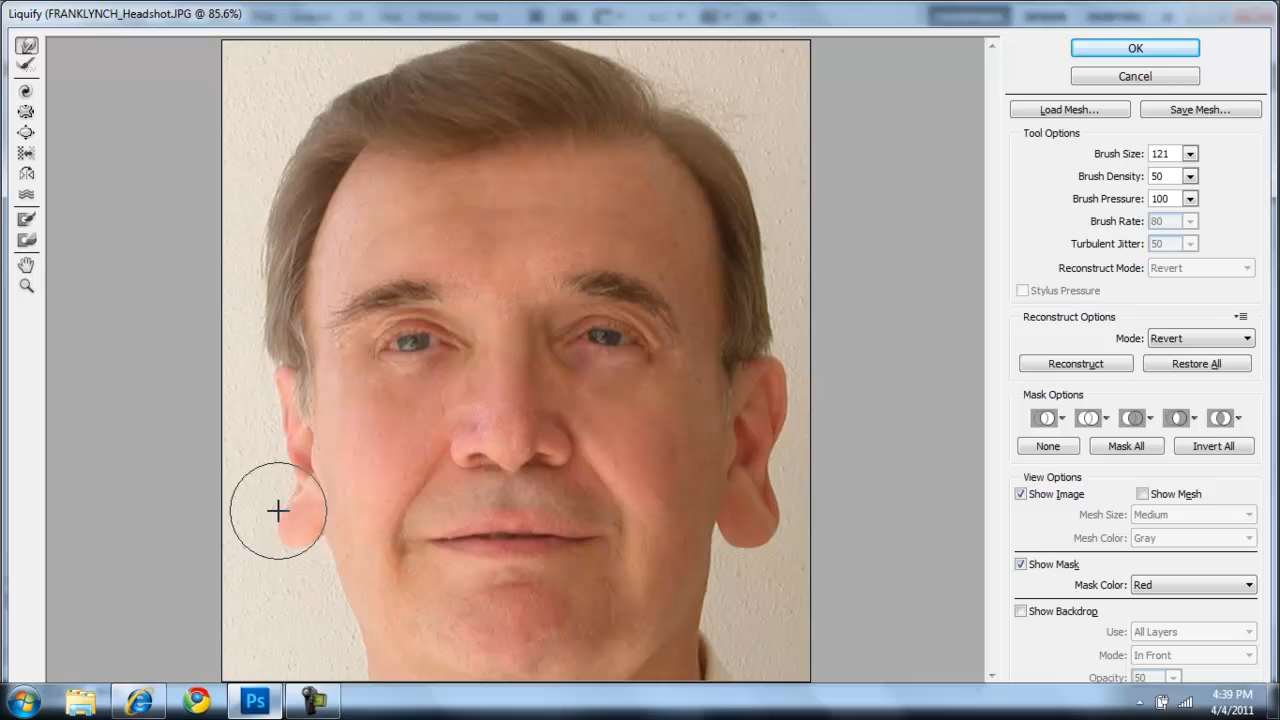 Liquify (FRANKLYNCH_Headshot.JPG @ 85.6%)
OK
Cancel
Load Mesh...
Save Mesh...
Tool Options
Brush Size: 121
Brush Density: 50
Brush Pressure: 100
Brush Rate: 80
Turbulent Jitter: 50
Reconstruct Mode: Revert
Stylus Pressure
Reconstruct Options
Mode: Revert
Reconstruct
Restore All
Mask Options
None
Mask All
Invert All
View Options
Show Image
Show Mesh
Mesh Size: Medium
Mesh Color: Gray
Show Mask
Mask Color: Red
Show Backdrop
Use: All Layers
Mode: In Front
Opacity: 50
Ps
4:39 PM
4/4/2011